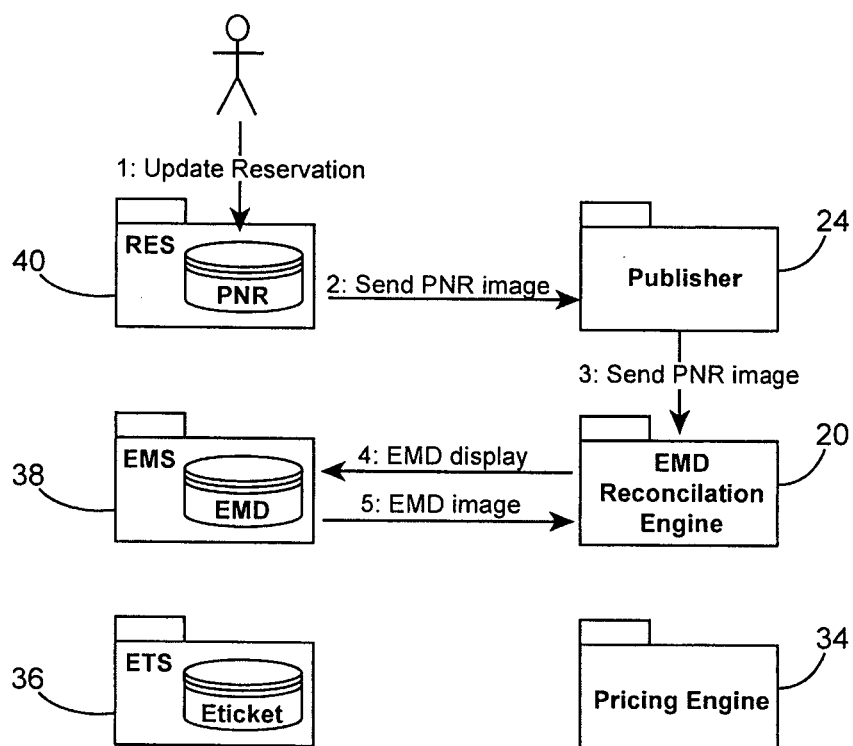 1: Update Reservation
RES
PNR
40
2: Send PNR image
Publisher
24
3: Send PNR image
EMS
EMD
38
4: EMD display
5: EMD image
EMD
Reconcilation
Engine
20
ETS
Eticket
36
Pricing Engine
34